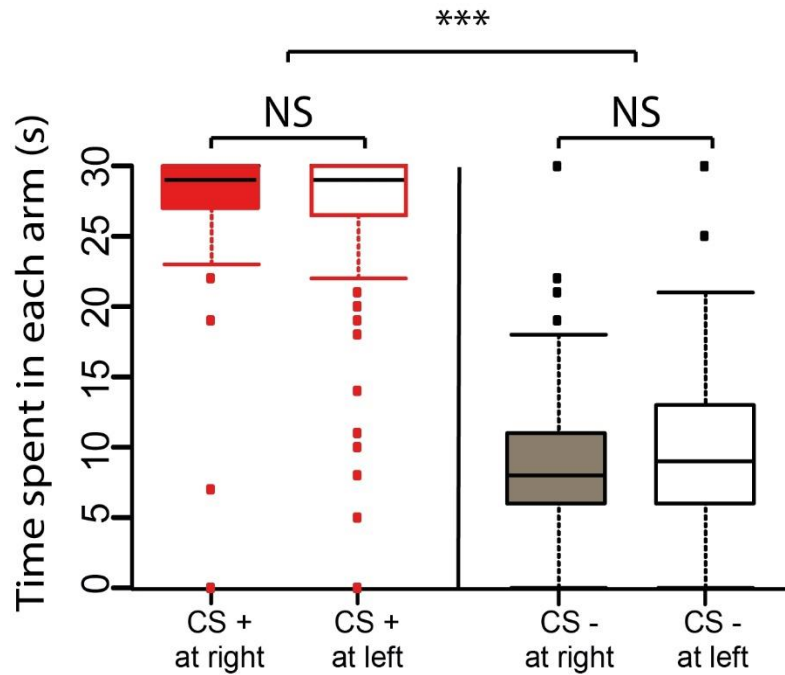 ***
NS
NS
Time spent in each arm (s)
30
25
20
15
10
5
0
CS +
at right
CS +
at left
CS -
at right
CS -
at left